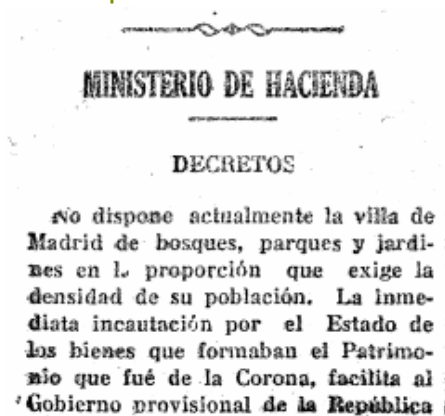 MINISTERIO DE HACIENDA
DECRETOS
No dispone actualmente la villa de
Madrid de bosques, parques y jardi-
nes en la proporción que exige la
densidad de su población. La inme-
diata incautación por el Estado de
los bienes que formaban el Patrimo-
nio que fué de la Corona, facilita al
Gobierno provisional de la República